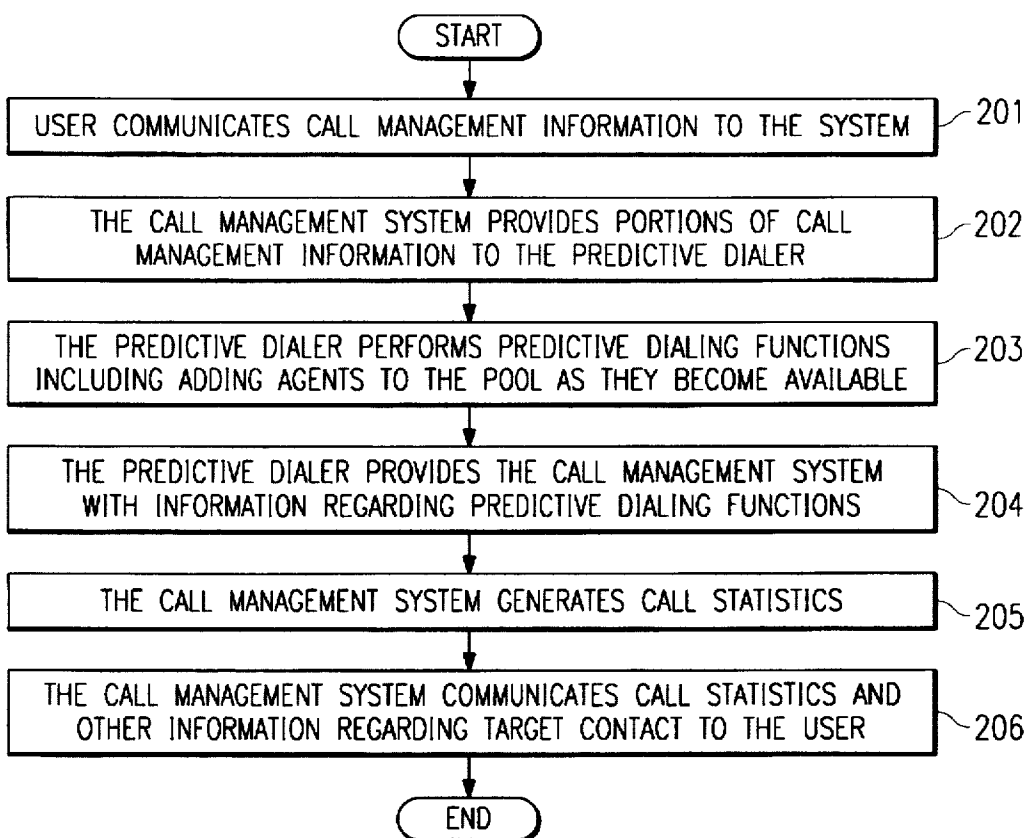 START
USER COMMUNICATES CALL MANAGEMENT INFORMATION TO THE SYSTEM
201
THE CALL MANAGEMENT SYSTEM PROVIDES PORTIONS OF CALL
MANAGEMENT INFORMATION TO THE PREDICTIVE DIALER
202
THE PREDICTIVE DIALER PERFORMS PREDICTIVE DIALING FUNCTIONS
INCLUDING ADDING AGENTS TO THE POOL AS THEY BECOME AVAILABLE
203
THE PREDICTIVE DIALER PROVIDES THE CALL MANAGEMENT SYSTEM
WITH INFORMATION REGARDING PREDICTIVE DIALING FUNCTIONS
204
THE CALL MANAGEMENT SYSTEM GENERATES CALL STATISTICS
205
THE CALL MANAGEMENT SYSTEM COMMUNICATES CALL STATISTICS AND
OTHER INFORMATION REGARDING TARGET CONTACT TO THE USER
206
END